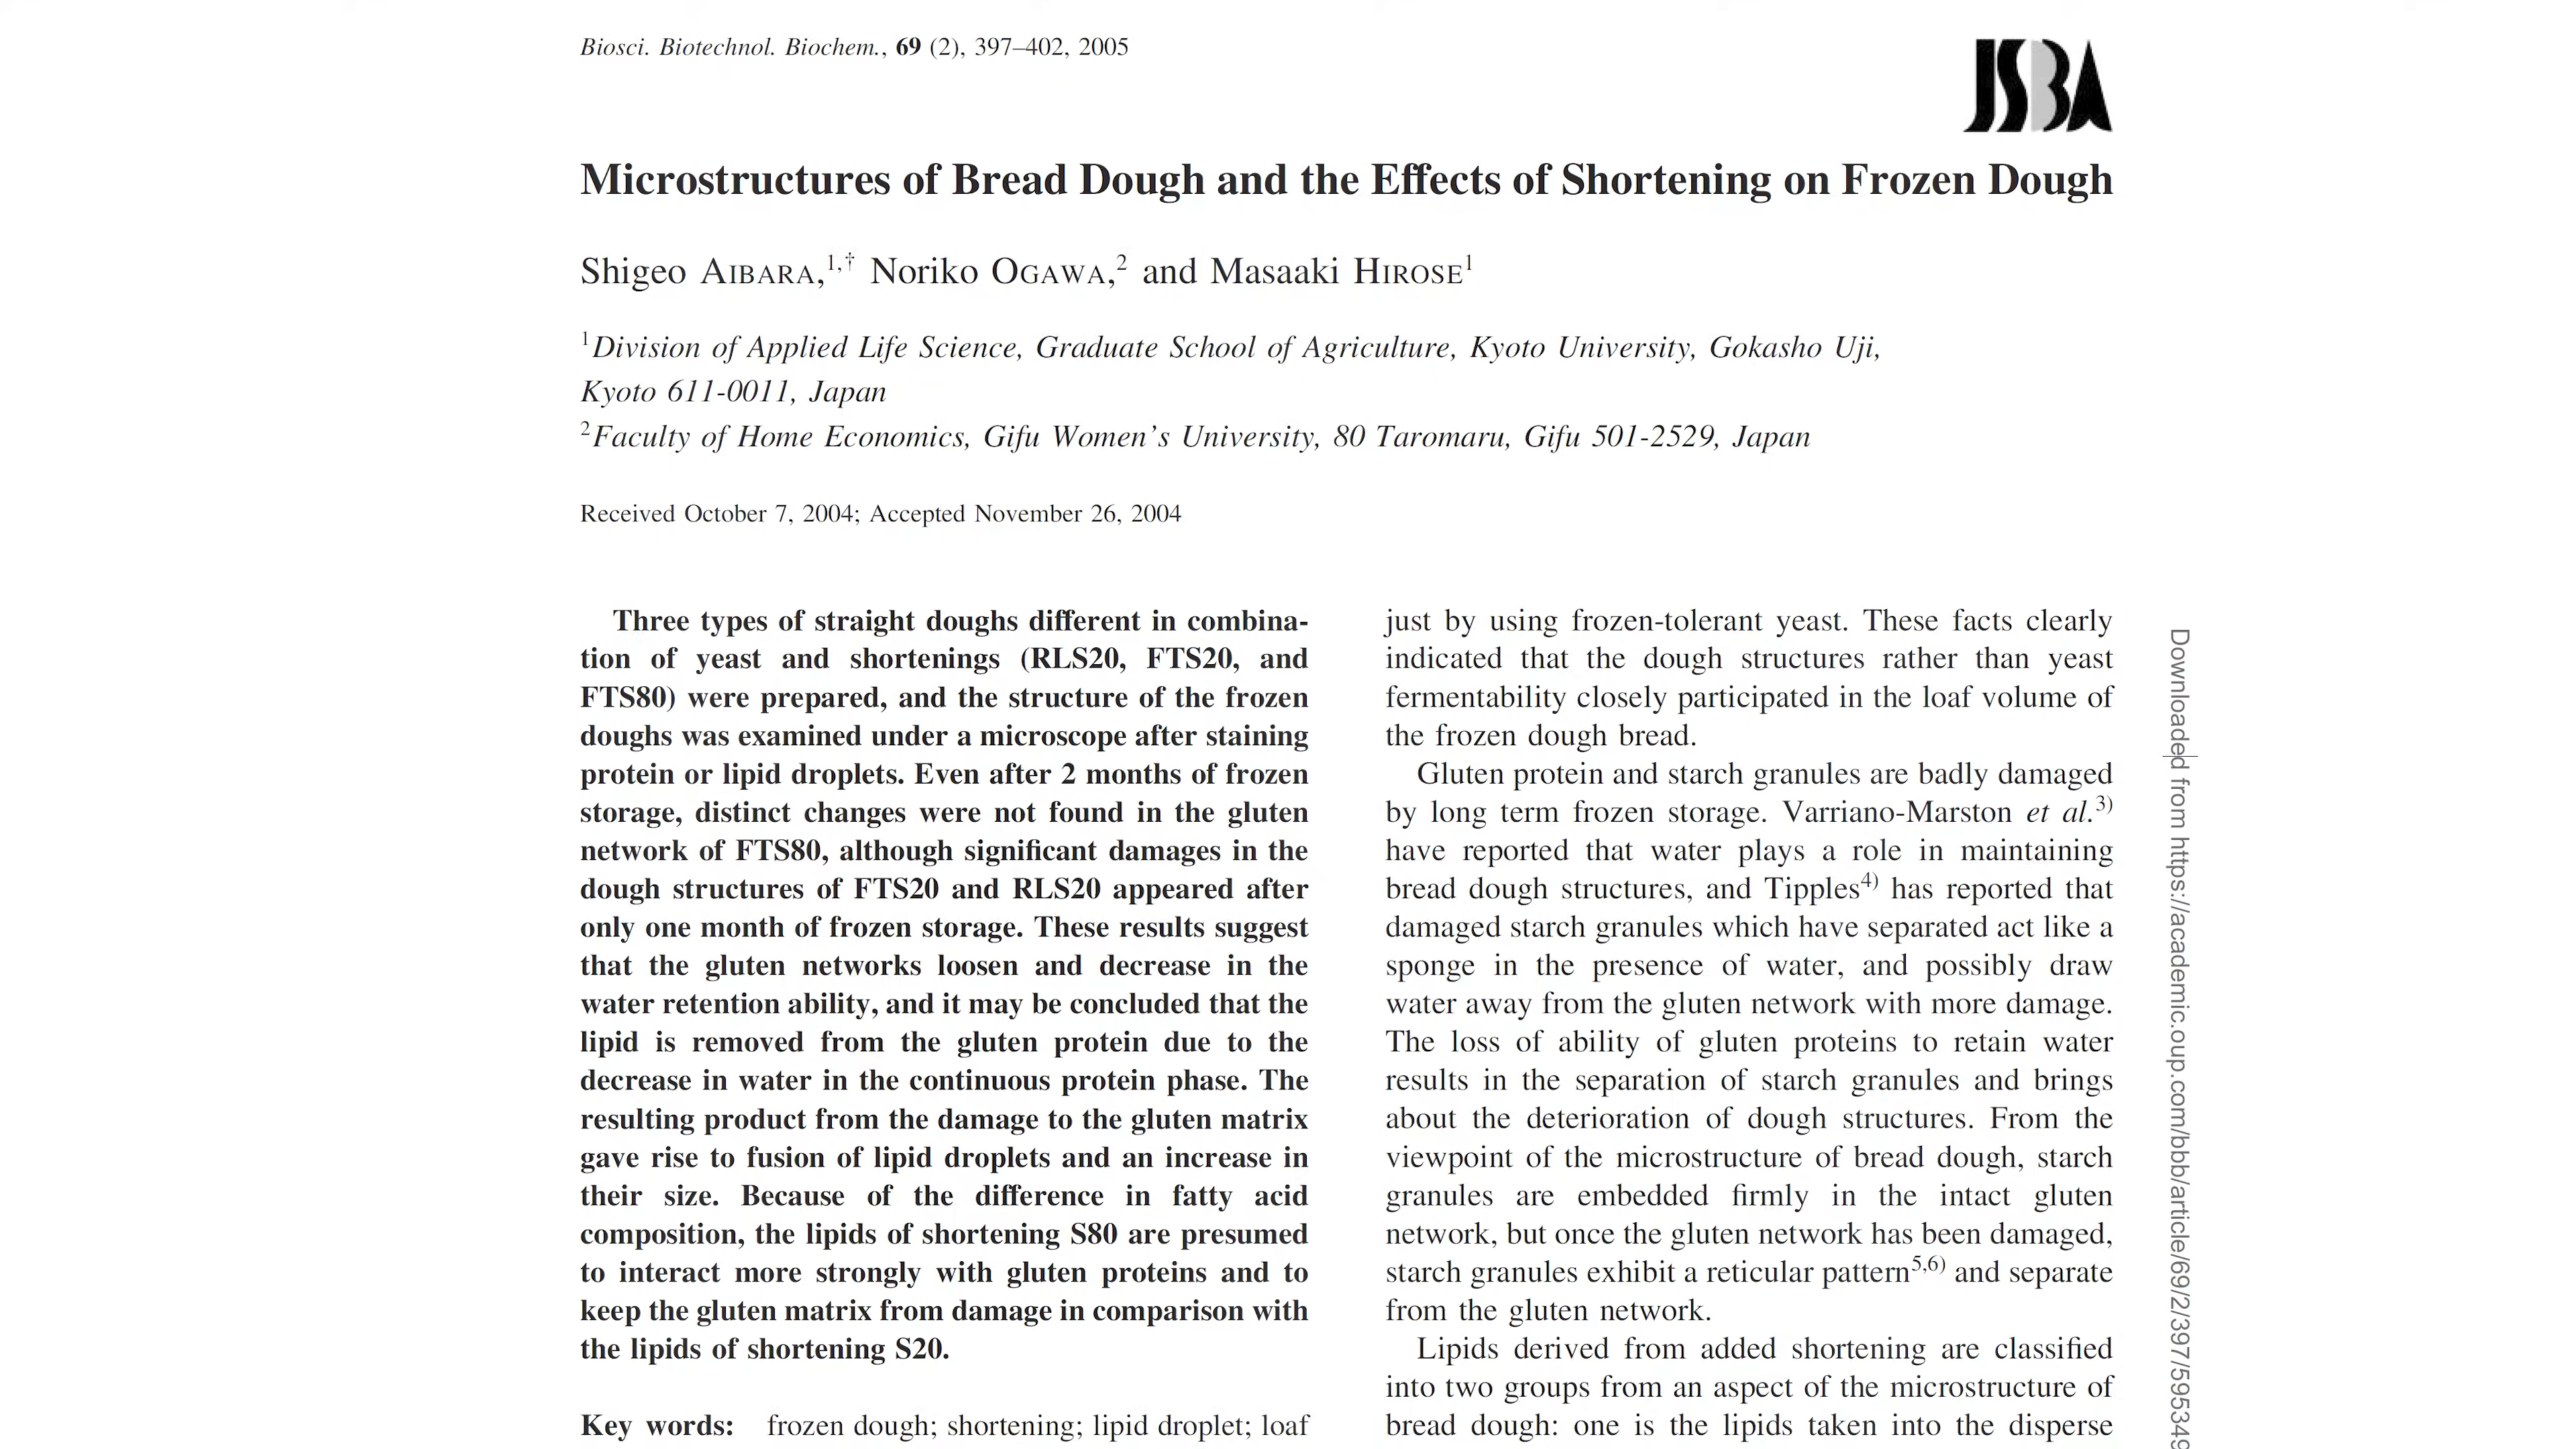 Biosci. Biotechnol. Biochem., 69 (2), 397–402, 2005
JSBA
Microstructures of Bread Dough and the Effects of Shortening on Frozen Dough
Shigeo AIBARA,1,† Noriko OGAWA,2 and Masaaki HIROSE1
1Division of Applied Life Science, Graduate School of Agriculture, Kyoto University, Gokasho Uji,
Kyoto 611-0011, Japan
2Faculty of Home Economics, Gifu Women's University, 80 Taromaru, Gifu 501-2529, Japan
Received October 7, 2004; Accepted November 26, 2004
Three types of straight doughs different in combina-
tion of yeast and shortenings (RLS20, FTS20, and
FTS80) were prepared, and the structure of the frozen
doughs was examined under a microscope after staining
protein or lipid droplets. Even after 2 months of frozen
storage, distinct changes were not found in the gluten
network of FTS80, although significant damages in the
dough structures of FTS20 and RLS20 appeared after
only one month of frozen storage. These results suggest
that the gluten networks loosen and decrease in the
water retention ability, and it may be concluded that the
lipid is removed from the gluten protein due to the
decrease in water in the continuous protein phase. The
resulting product from the damage to the gluten matrix
gave rise to fusion of lipid droplets and an increase in
their size. Because of the difference in fatty acid
composition, the lipids of shortening S80 are presumed
to interact more strongly with gluten proteins and to
keep the gluten matrix from damage in comparison with
the lipids of shortening S20.
Key words: frozen dough; shortening; lipid droplet; loaf
just by using frozen-tolerant yeast. These facts clearly
indicated that the dough structures rather than yeast
fermentability closely participated in the loaf volume of
the frozen dough bread.
Gluten protein and starch granules are badly damaged
by long term frozen storage. Varriano-Marston et al.3)
have reported that water plays a role in maintaining
bread dough structures, and Tipples4) has reported that
damaged starch granules which have separated act like a
sponge in the presence of water, and possibly draw
water away from the gluten network with more damage.
The loss of ability of gluten proteins to retain water
results in the separation of starch granules and brings
about the deterioration of dough structures. From the
viewpoint of the microstructure of bread dough, starch
granules are embedded firmly in the intact gluten
network, but once the gluten network has been damaged,
starch granules exhibit a reticular pattern5,6) and separate
from the gluten network.
Lipids derived from added shortening are classified
into two groups from an aspect of the microstructure of
bread dough: one is the lipids taken into the disperse
Downloaded from https://academic.oup.com/bbb/article/69/2/397/595349